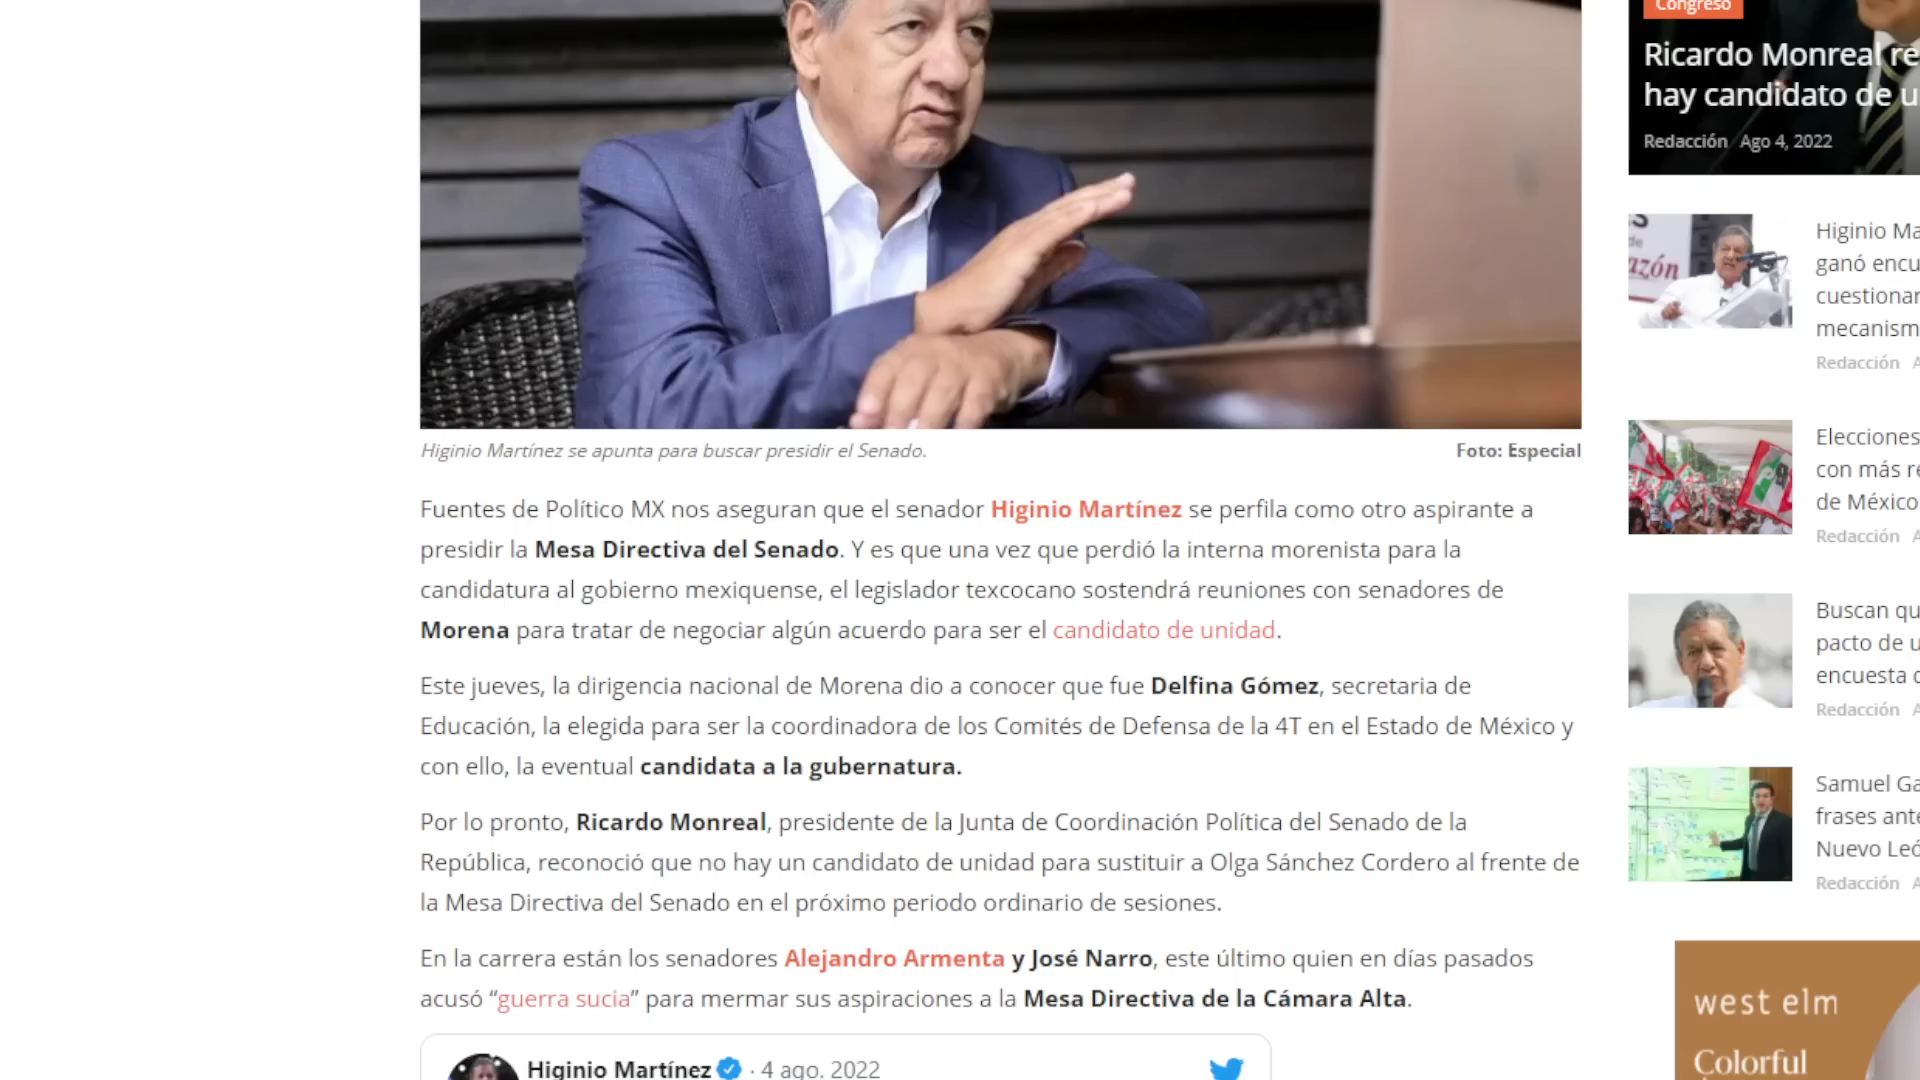 Higinio Martínez se apunta para buscar presidir el Senado.
Foto: Especial
Fuentes de Político MX nos aseguran que el senador Higinio Martínez se perfila como otro aspirante a
presidir la Mesa Directiva del Senado. Y es que una vez que perdió la interna morenista para la
candidatura al gobierno mexiquense, el legislador texcocano sostendrá reuniones con senadores de
Morena para tratar de negociar algún acuerdo para ser el candidato de unidad.
Este jueves, la dirigencia nacional de Morena dio a conocer que fue Delfina Gómez, secretaria de
Educación, la elegida para ser la coordinadora de los Comités de Defensa de la 4T en el Estado de México y
con ello, la eventual candidata a la gubernatura.
Por lo pronto, Ricardo Monreal, presidente de la Junta de Coordinación Política del Senado de la
República, reconoció que no hay un candidato de unidad para sustituir a Olga Sánchez Cordero al frente de
la Mesa Directiva del Senado en el próximo periodo ordinario de sesiones.
En la carrera están los senadores Alejandro Armenta y José Narro, este último quien en días pasados
acusó “guerra sucia” para mermar sus aspiraciones a la Mesa Directiva de la Cámara Alta.
Higinio Martínez · 4 ago. 2022
Congreso
Ricardo Monreal re
hay candidato de u
Redacción Ago 4, 2022
Higinio Ma
ganó encu
cuestionar
mecanism
Redacción A
Elecciones
con más re
de México
Redacción A
Buscan qu
pacto de u
encuesta
Redacción A
Samuel Ga
frases ante
Nuevo Leó
Redacción A
west elm
Colorful